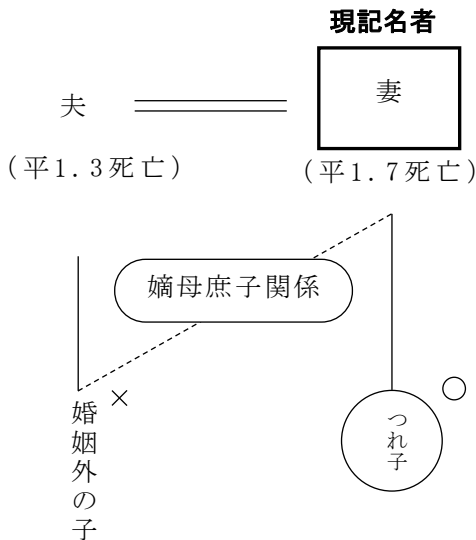 現記名者
夫
妻
(平1.3死亡)
(平1.7死亡)
嫡母庶子関係
×
○
婚姻外の子
つれ子